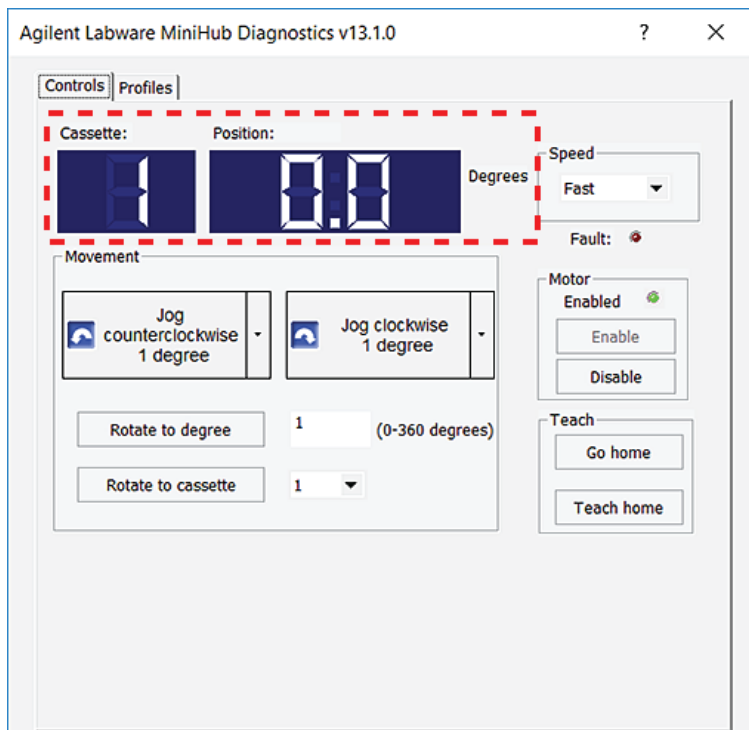 Agilent Labware MiniHub Diagnostics v13.1.0
?
Controls
Profiles
Cassette:
Position:
1
0.0
Degrees
Speed
Fast
Fault:
Movement
Jog
counterclockwise
1 degree
Jog clockwise
1 degree
Rotate to degree
1
(0-360 degrees)
Rotate to cassette
1
Motor
Enabled
Enable
Disable
Teach
Go home
Teach home